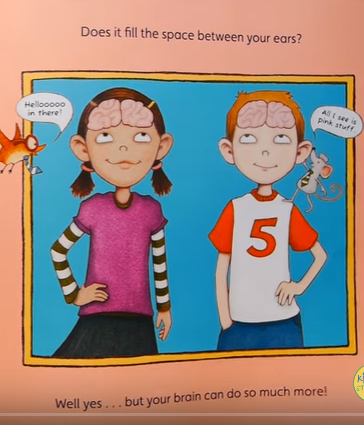 Does it fill the space between your ears?
Hellooooo
in there!
All I see is
pink stuff
5
Well yes . . . but your brain can do so much more!